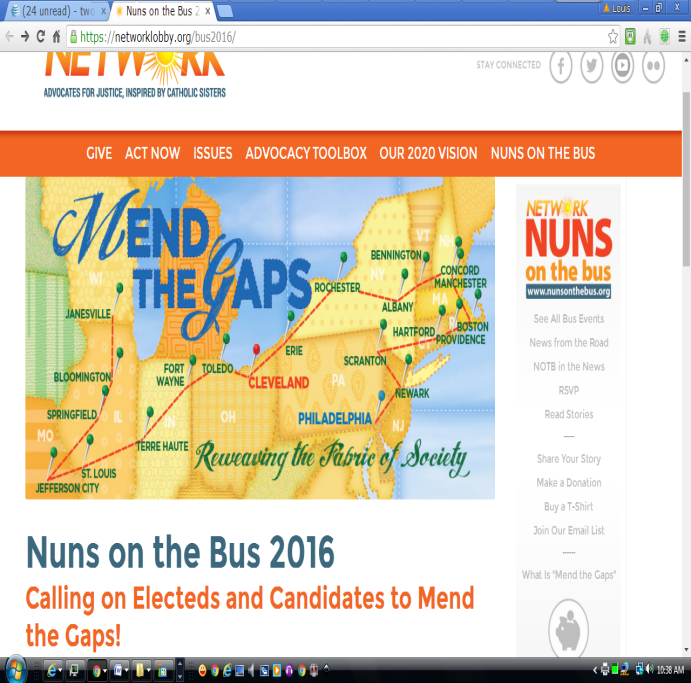 (24 unread) - two
Nuns on the Bus 2
Louis
https://networklobby.org/bus2016/
NETWORK
ADVOCATES FOR JUSTICE, INSPIRED BY CATHOLIC SISTERS
STAY CONNECTED
GIVE ACT NOW ISSUES ADVOCACY TOOLBOX OUR 2020 VISION NUNS ON THE BUS
MEND
THE GAPS
WI
JANESVILLE
BLOOMINGTON
SPRINGFIELD
IL
MO
ST. LOUIS
JEFFERSON CITY
TERRE HAUTE
IN
FORT
WAYNE
TOLEDO
OH
CLEVELAND
ERIE
PA
ROCHESTER
NY
BENNINGTON
VT
NH
CONCORD
MANCHESTER
ALBANY
MA
HARTFORD
BOSTON
PROVIDENCE
CT
SCRANTON
NEWARK
PHILADELPHIA
NJ
Reweaving the Fabric of Society
NETWORK
NUNS
on the bus
www.nunsonthebus.org
See All Bus Events
News from the Road
NOTB in the News
RSVP
Read Stories
----
Share Your Story
Make a Donation
Buy a T-Shirt
Join Our Email List
------
What Is "Mend the Gaps"
Nuns on the Bus 2016
Calling on Electeds and Candidates to Mend
the Gaps!
10:38 AM